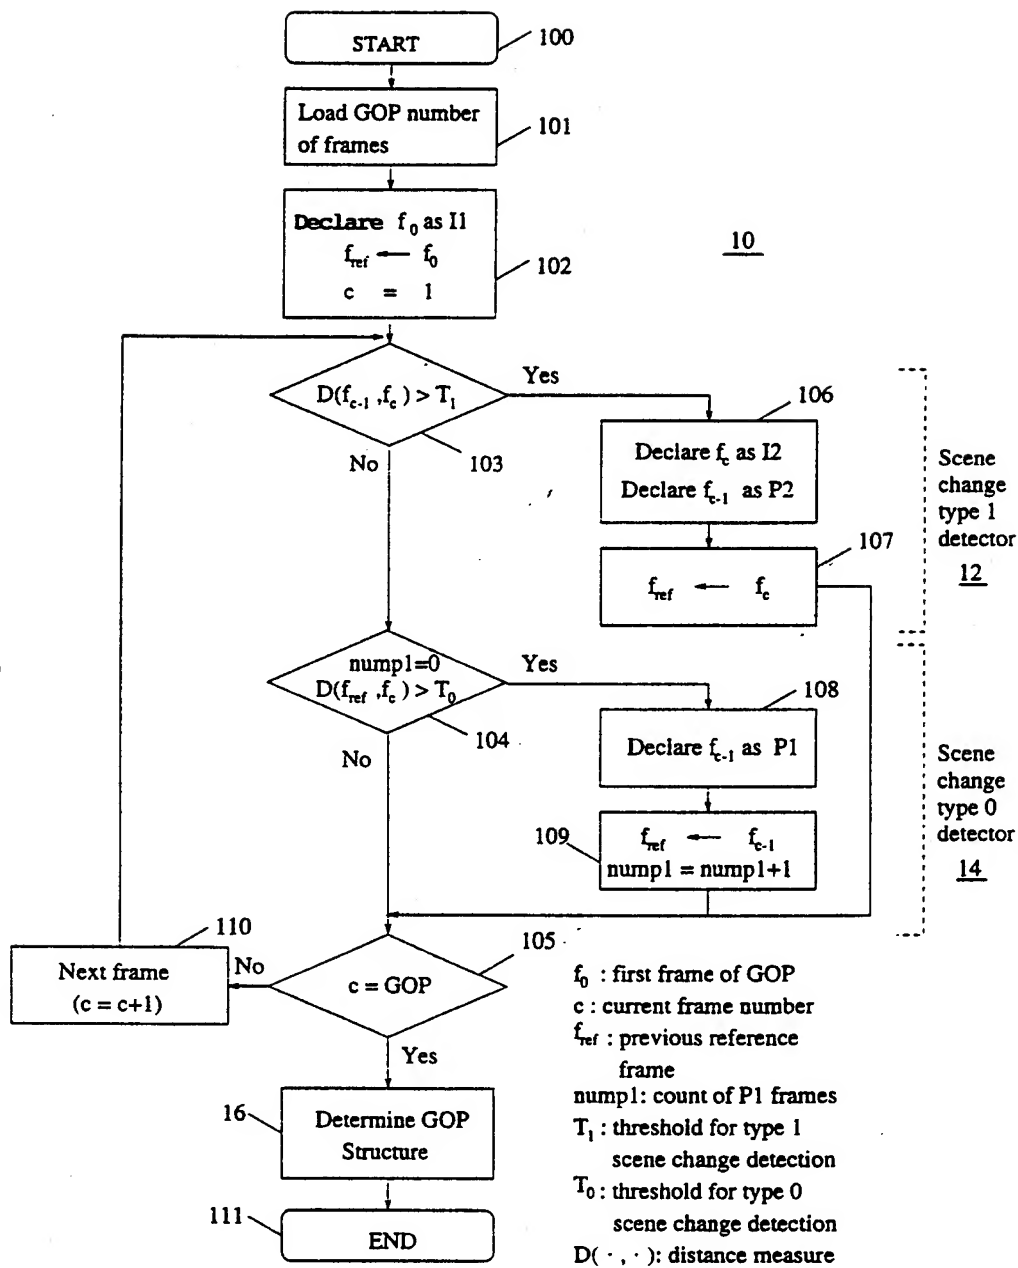 START
100
Load GOP number
of frames
101
Declare f0 as I1
fref ← f0
c = 1
102
10
D(fc-1 ,fc) > T1
Yes
103
No
106
Declare fc as I2
Declare fc-1 as P2
107
fref ← fc
Scene
change
type 1
detector
12
nump1=0
D(fref ,fc) > T0
Yes
104
No
108
Declare fc-1 as P1
109
fref ← fc-1
nump1 = nump1+1
Scene
change
type 0
detector
14
110
Next frame
(c = c+1)
No
c = GOP
105
Yes
16
Determine GOP
Structure
111
END
f0 : first frame of GOP
c : current frame number
fref : previous reference
frame
nump1: count of P1 frames
T1 : threshold for type 1
scene change detection
T0 : threshold for type 0
scene change detection
D( · , · ): distance measure